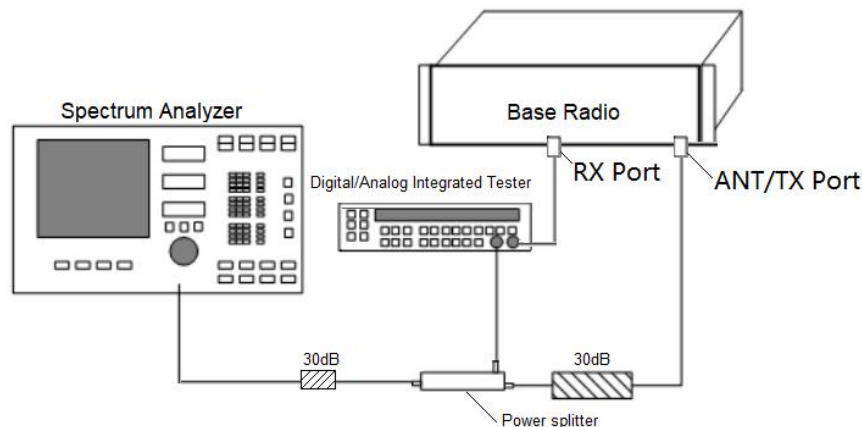 Spectrum Analyzer
Base Radio
RX Port
ANT/TX Port
Digital/Analog Integrated Tester
30dB
30dB
Power splitter